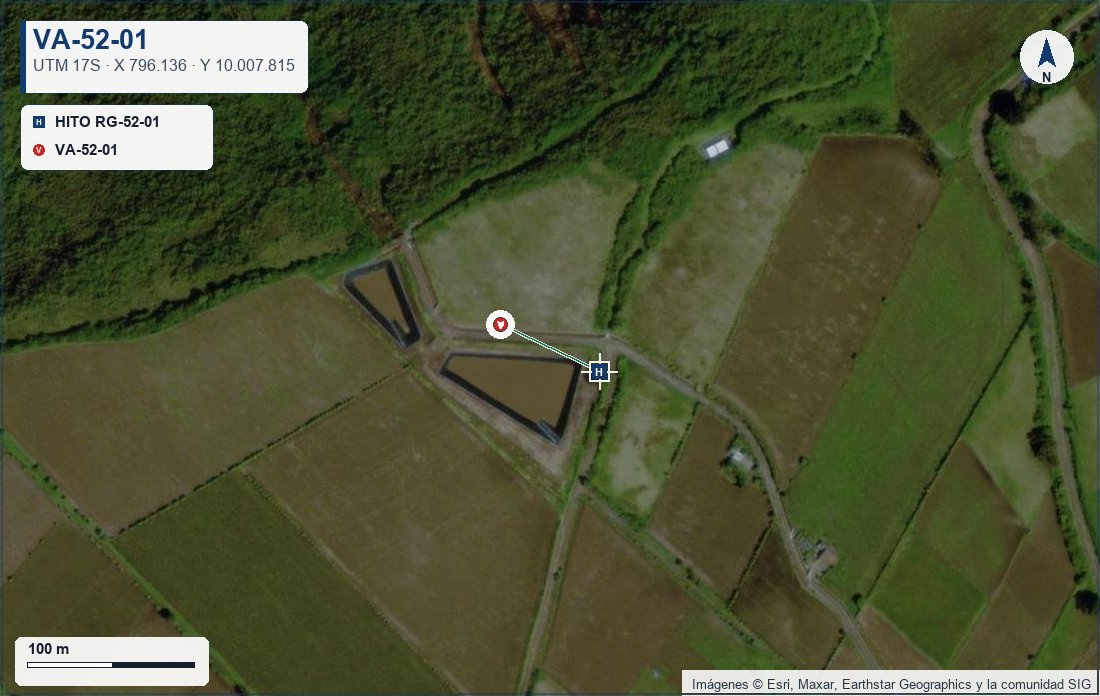 VA-52-01
UTM 17S · X 796.136 · Y 10.007.815
H HITO RG-52-01
V VA-52-01
N
H
100 m
Imágenes © Esri, Maxar, Earthstar Geographics y la comunidad SIG